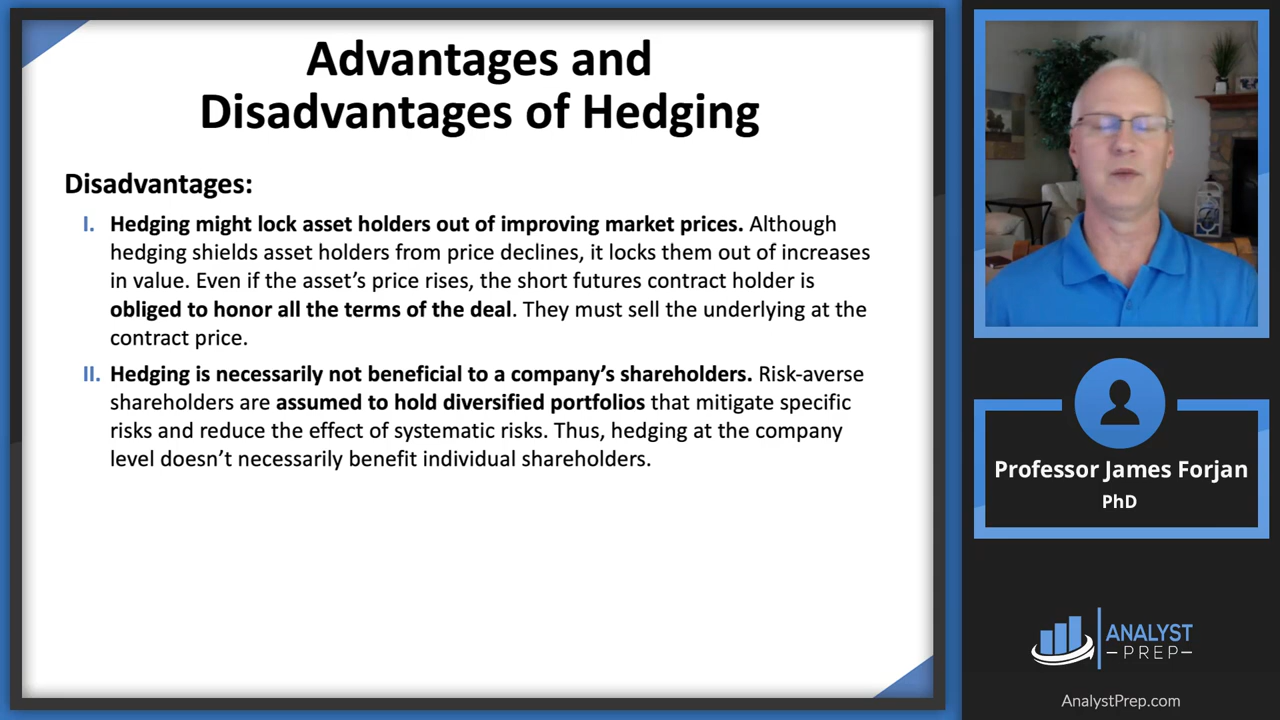 Advantages and
Disadvantages of Hedging
Disadvantages:
I. Hedging might lock asset holders out of improving market prices. Although
hedging shields asset holders from price declines, it locks them out of increases
in value. Even if the asset’s price rises, the short futures contract holder is
obliged to honor all the terms of the deal. They must sell the underlying at the
contract price.
II. Hedging is necessarily not beneficial to a company’s shareholders. Risk-averse
shareholders are assumed to hold diversified portfolios that mitigate specific
risks and reduce the effect of systematic risks. Thus, hedging at the company
level doesn’t necessarily benefit individual shareholders.
Professor James Forjan
PhD
ANALYST
PREP
AnalystPrep.com